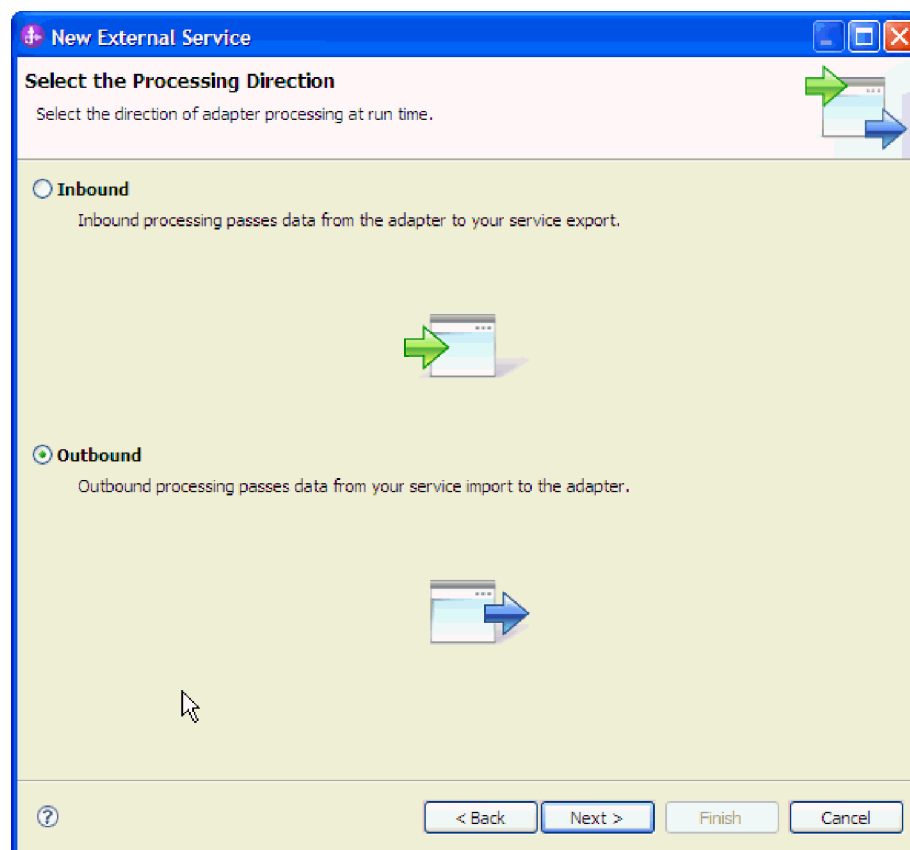 New External Service
Select the Processing Direction
Select the direction of adapter processing at run time.
Inbound
Inbound processing passes data from the adapter to your service export.
Outbound
Outbound processing passes data from your service import to the adapter.
?
< Back Next > Finish Cancel